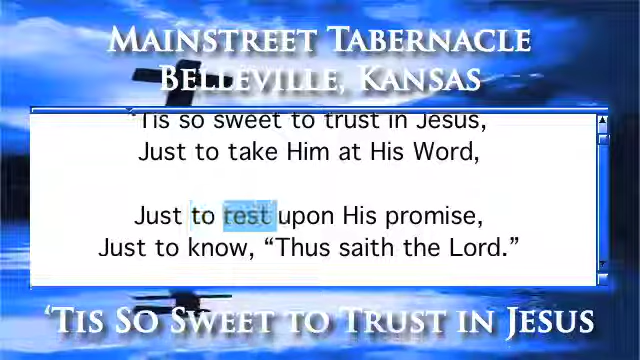 MAINSTREET TABERNACLE
BELLEVILLE, KANSAS
'Tis so sweet to trust in Jesus,
Just to take Him at His Word,
Just to rest upon His promise,
Just to know, “Thus saith the Lord.”
‘TIS SO SWEET TO TRUST IN JESUS